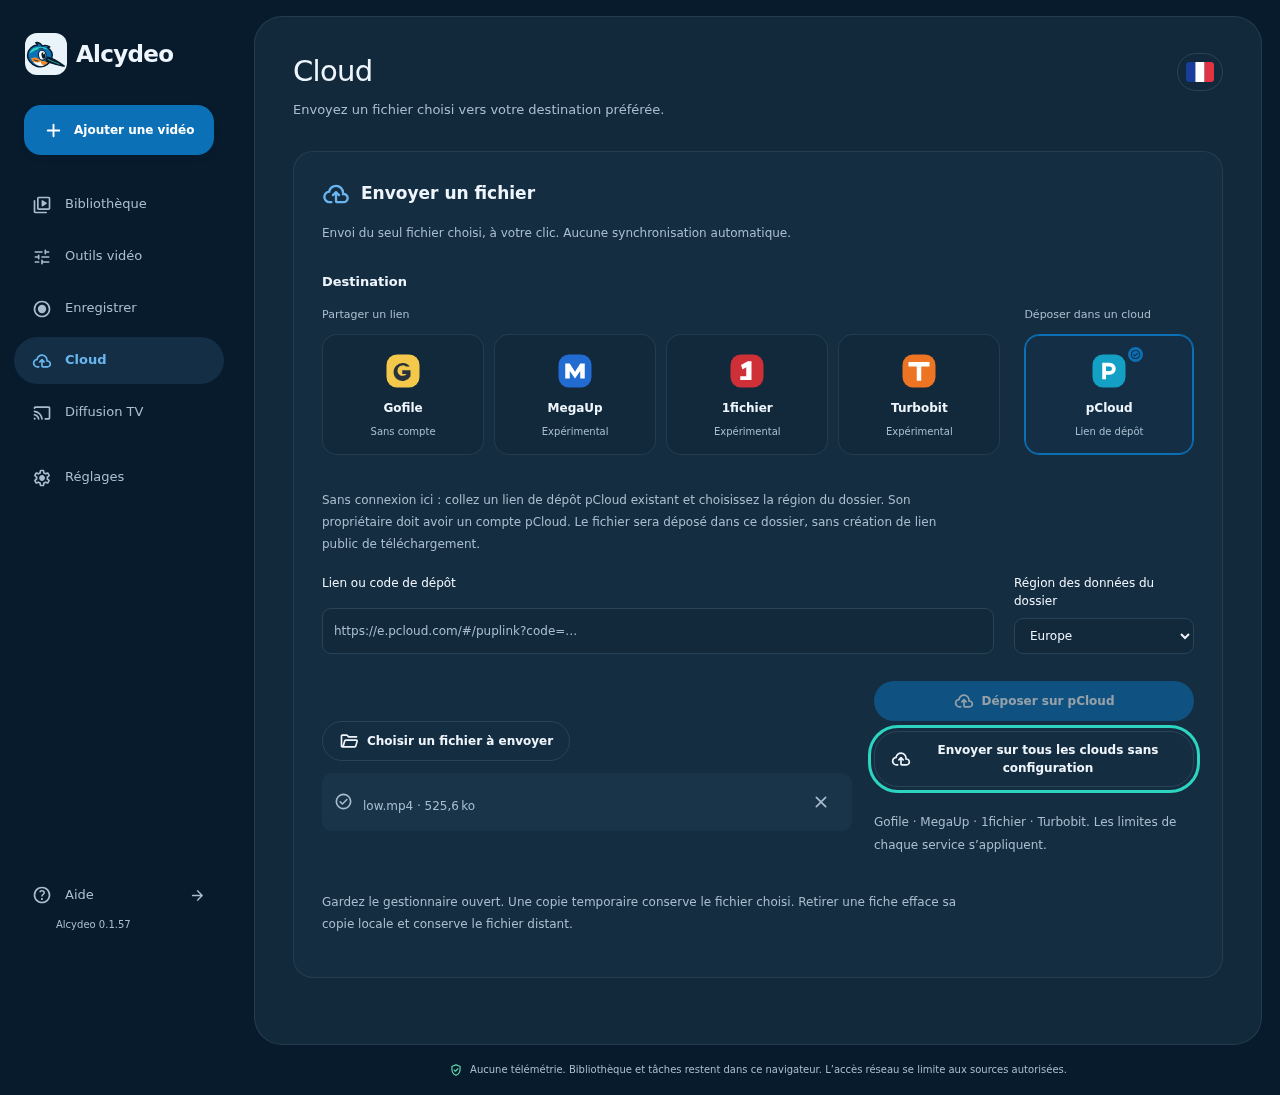 Alcydeo
Ajouter une vidéo
Bibliothèque
Outils vidéo
Enregistrer
Cloud
Diffusion TV
Réglages
Aide
Alcydeo 0.1.57
Cloud
Envoyez un fichier choisi vers votre destination préférée.
Envoyer un fichier
Envoi du seul fichier choisi, à votre clic. Aucune synchronisation automatique.
Destination
Partager un lien
Déposer dans un cloud
G
Gofile
Sans compte
M
MegaUp
Expérimental
1
1fichier
Expérimental
T
Turbobit
Expérimental
P
pCloud
Lien de dépôt
Sans connexion ici : collez un lien de dépôt pCloud existant et choisissez la région du dossier. Son
propriétaire doit avoir un compte pCloud. Le fichier sera déposé dans ce dossier, sans création de lien
public de téléchargement.
Lien ou code de dépôt
https://e.pcloud.com/#/puplink?code=…
Région des données du
dossier
Europe
Choisir un fichier à envoyer
low.mp4 · 525,6 ko
Déposer sur pCloud
Envoyer sur tous les clouds sans
configuration
Gofile · MegaUp · 1fichier · Turbobit. Les limites de
chaque service s’appliquent.
Gardez le gestionnaire ouvert. Une copie temporaire conserve le fichier choisi. Retirer une fiche efface sa
copie locale et conserve le fichier distant.
Aucune télémétrie. Bibliothèque et tâches restent dans ce navigateur. L’accès réseau se limite aux sources autorisées.